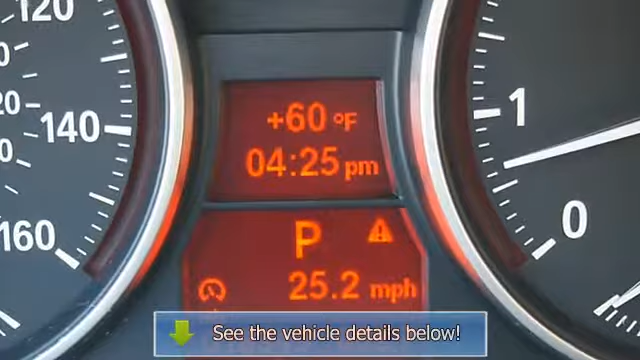 120
140
160
20
+60 °F
04:25 pm
P
25.2 mph
1
0
See the vehicle details below!